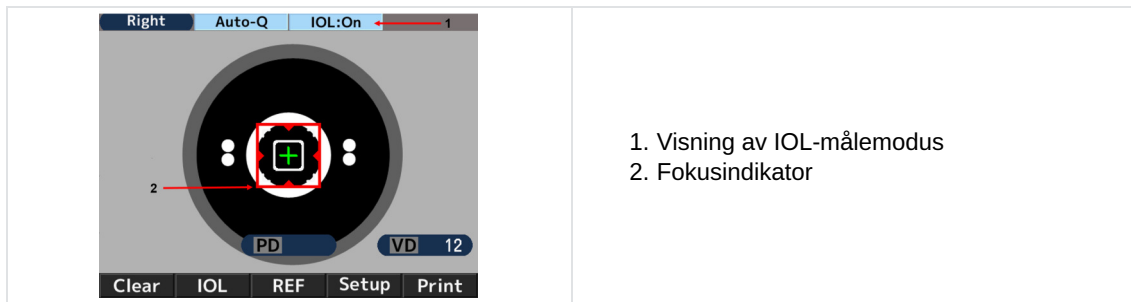 Right Auto-Q IOL:On 1
2
PD VD 12
Clear IOL REF Setup Print
1. Visning av IOL-målemodus
2. Fokusindikator